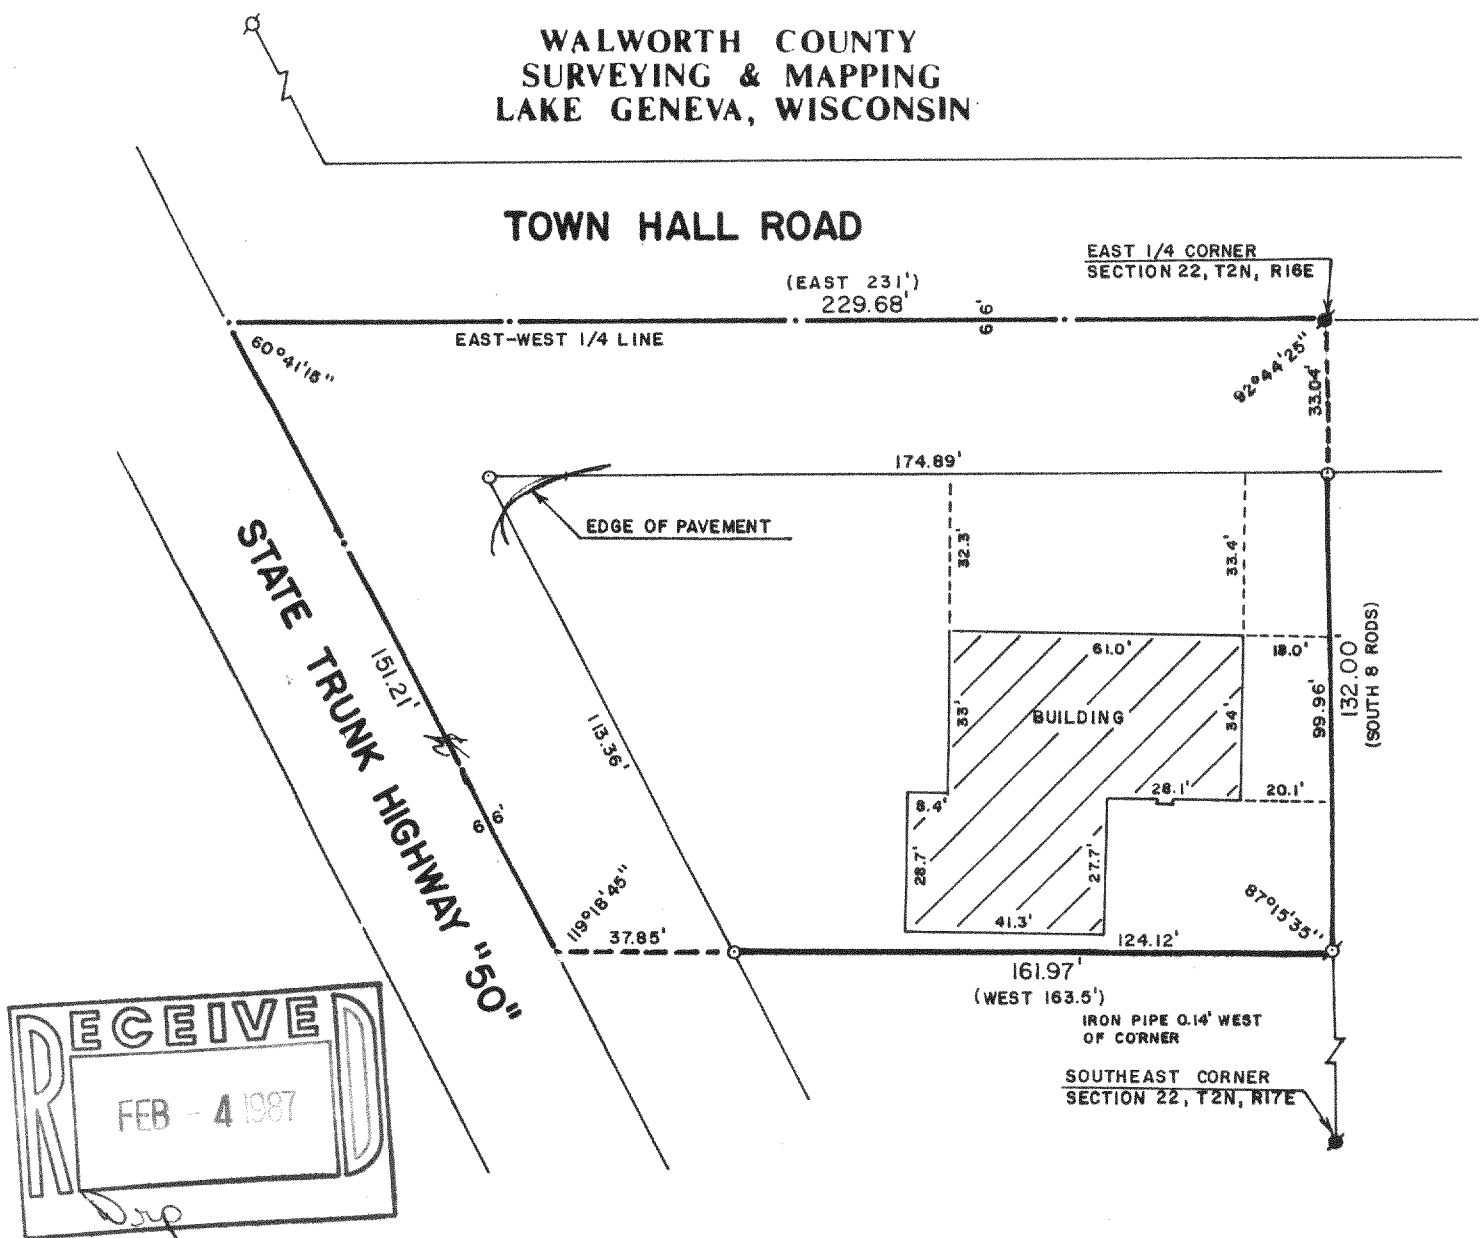 WALWORTH COUNTY
SURVEYING & MAPPING
LAKE GENEVA, WISCONSIN
TOWN HALL ROAD
EAST 1/4 CORNER
SECTION 22, T2N, R16E
(EAST 231')
229.68'
66'
EAST-WEST 1/4 LINE
60°41'15"
92°44'25"
33.04'
174.89'
EDGE OF PAVEMENT
32.3'
33.4'
STATE TRUNK HIGHWAY "50"
151.21'
113.36'
61.0'
18.0'
33'
BUILDING
34'
99.96'
132.00
(SOUTH 8 RODS)
8.4'
28.1'
20.1'
66'
28.7'
27.7'
119°18'45"
87°15'35"
41.3'
37.85'
124.12'
161.97'
(WEST 163.5')
IRON PIPE 0.14' WEST
OF CORNER
SOUTHEAST CORNER
SECTION 22, T2N, R17E
RECEIVED
FEB - 4 1987